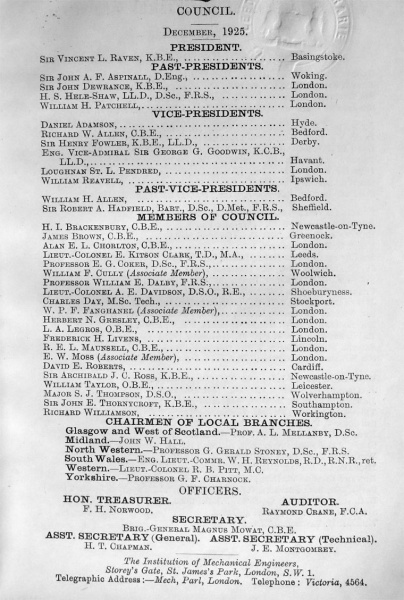 COUNCIL.
DECEMBER, 1925.
PRESIDENT.
SIR VINCENT L. RAVEN, K.B.E., ........................ Basingstoke.
PAST-PRESIDENTS.
SIR JOHN A. F. ASPINALL, D.Eng., ........................ Woking.
SIR JOHN DEWRANCE, K.B.E., ........................ London.
H. S. HELE-SHAW, LL.D., D.Sc., F.R.S., ........................ London.
WILLIAM H. PATCHELL, ........................ London.
VICE-PRESIDENTS.
DANIEL ADAMSON, ........................ Hyde.
RICHARD W. ALLEN, C.B.E., ........................ Bedford.
SIR HENRY FOWLER, K.B.E., LL.D., ........................ Derby.
ENG. VICE-ADMIRAL SIR GEORGE G. GOODWIN, K.C.B.,
LL.D., ........................ Havant.
LOUGHNAN ST. L. PENDRED, ........................ London.
WILLIAM REAVELL, ........................ Ipswich.
PAST-VICE-PRESIDENTS.
WILLIAM H. ALLEN, ........................ Bedford.
SIR ROBERT A. HADFIELD, BART., D.Sc., D.Met., F.R.S., Sheffield.
MEMBERS OF COUNCIL.
H. I. BRACKENBURY, C.B.E., ........................ Newcastle-on-Tyne.
JAMES BROWN, C.B.E., ........................ Greenock.
ALAN E. L. CHORLTON, C.B.E., ........................ London.
LIEUT.-COLONEL E. KITSON CLARK, T.D., M.A., ........................ Leeds.
PROFESSOR E. G. COKER, D.Sc., F.R.S., ........................ London.
WILLIAM F. CULLY (Associate Member), ........................ Woolwich.
PROFESSOR WILLIAM E. DALBY, F.R.S., ........................ London.
LIEUT.-COLONEL A. E. DAVIDSON, D.S.O., R.E., ........................ Shoeburyness.
CHARLES DAY, M.Sc. Tech., ........................ Stockport.
W. P. F. FANGHANEL (Associate Member), ........................ London.
HERBERT N. GRESLEY, C.B.E., ........................ London.
L. A. LEGROS, O.B.E., ........................ London.
FREDERICK H. LIVENS, ........................ Lincoln.
R. E. L. MAUNSELL, C.B.E., ........................ London.
E. W. MOSS (Associate Member), ........................ London.
DAVID E. ROBERTS, ........................ Cardiff.
SIR ARCHIBALD J. C. ROSS, K.B.E., ........................ Newcastle-on-Tyne.
WILLIAM TAYLOR, O.B.E., ........................ Leicester.
MAJOR S. J. THOMPSON, D.S.O., ........................ Wolverhampton.
SIR JOHN E. THORNYCROFT, K.B.E., ........................ Southampton.
RICHARD WILLIAMSON, ........................ Workington.
CHAIRMEN OF LOCAL BRANCHES.
Glasgow and West of Scotland.—PROF. A. L. MELLANBY, D.Sc.
Midland.—JOHN W. HALL.
North Western.—PROFESSOR G. GERALD STONEY, D.Sc., F.R.S.
South Wales.—ENG. LIEUT.-COMMR. W. H. REYNOLDS, R.D., R.N.R., ret.
Western.—LIEUT.-COLONEL R. B. PITT, M.C.
Yorkshire.—PROFESSOR G. F. CHARNOCK.
OFFICERS.
HON. TREASURER. AUDITOR.
F. H. NORWOOD. RAYMOND CRANE, F.C.A.
SECRETARY.
BRIG.-GENERAL MAGNUS MOWAT, C.B.E.
ASST. SECRETARY (General). ASST. SECRETARY (Technical).
H. T. CHAPMAN. J. E. MONTGOMREY.
The Institution of Mechanical Engineers,
Storey's Gate, St. James's Park, London, S.W. 1.
Telegraphic Address :—Mech, Parl, London. Telephone : Victoria, 4564.